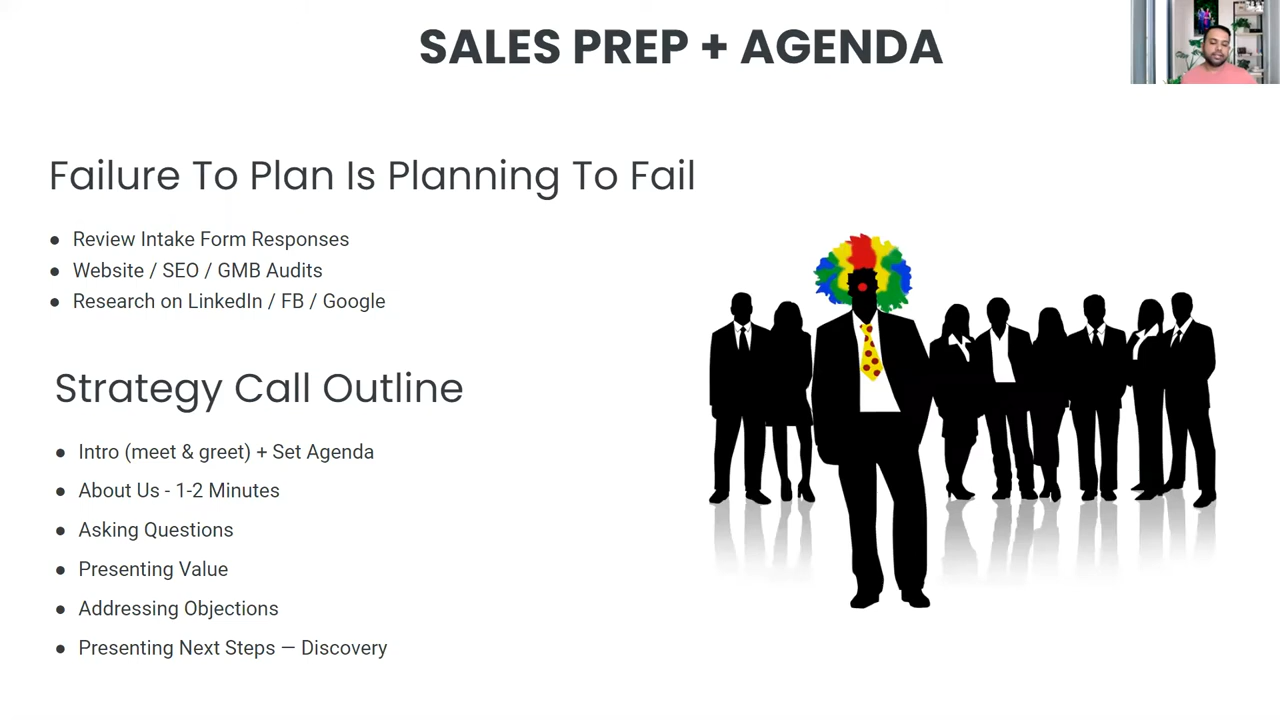 SALES PREP + AGENDA
Failure To Plan Is Planning To Fail
● Review Intake Form Responses
● Website / SEO / GMB Audits
● Research on LinkedIn / FB / Google
Strategy Call Outline
● Intro (meet & greet) + Set Agenda
● About Us - 1-2 Minutes
● Asking Questions
● Presenting Value
● Addressing Objections
● Presenting Next Steps — Discovery